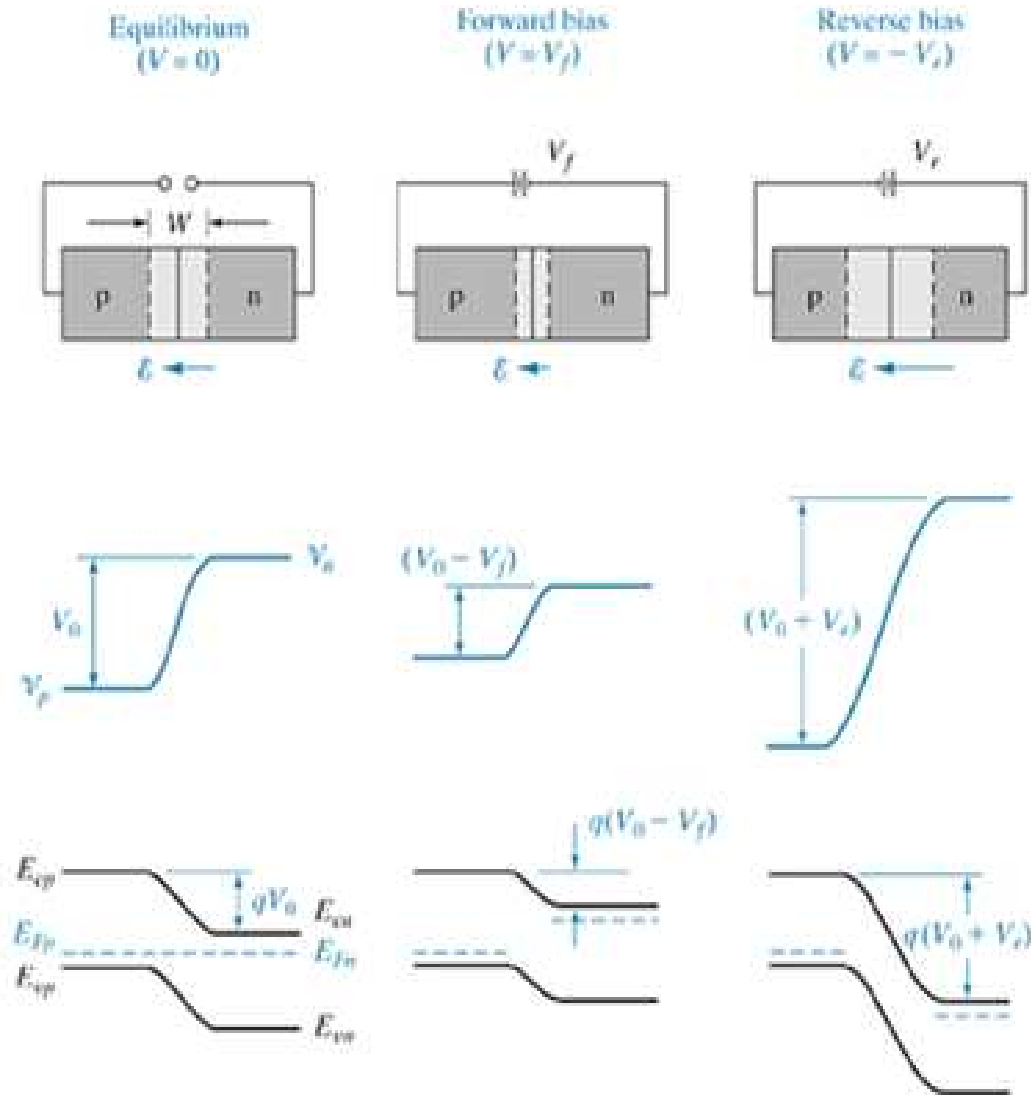 Equilibrium
(V = 0)
Forward bias
(V = V_f)
Reverse bias
(V = − V_r)
V_f
V_r
W
p
n
p
n
p
n
ℰ
ℰ
ℰ
𝒱_n
V_0
𝒱_p
(V_0 − V_f)
(V_0 + V_r)
q(V_0 − V_f)
E_cp
qV_0
E_cn
E_Fp
E_Fn
E_vp
E_vn
q(V_0 + V_r)